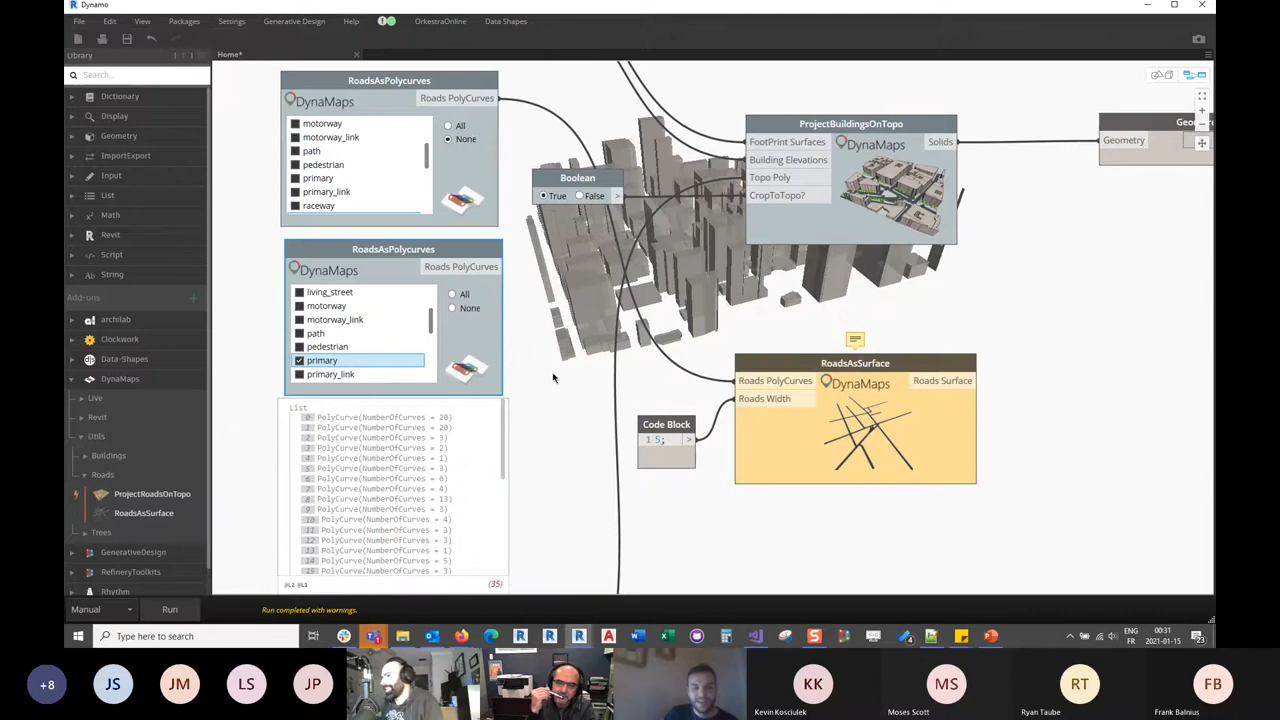 Dynamo
File Edit View Packages Settings Generative Design Help OrkestraOnline Data Shapes
Library
Home*
Search...
Dictionary
Display
Geometry
ImportExport
Input
List
Math
Revit
Script
String
Add-ons
archilab
Clockwork
Data-Shapes
DynaMaps
Live
Revit
Utils
Buildings
Roads
ProjectRoadsOnTopo
RoadsAsSurface
Trees
GenerativeDesign
RefineryToolkits
Rhythm
RoadsAsPolycurves
DynaMaps
Roads PolyCurves
motorway
motorway_link
path
pedestrian
primary
primary_link
raceway
All
None
RoadsAsPolycurves
DynaMaps
Roads PolyCurves
living_street
motorway
motorway_link
path
pedestrian
primary
primary_link
All
None
List
0 PolyCurve(NumberOfCurves = 20)
1 PolyCurve(NumberOfCurves = 20)
2 PolyCurve(NumberOfCurves = 3)
3 PolyCurve(NumberOfCurves = 2)
4 PolyCurve(NumberOfCurves = 1)
5 PolyCurve(NumberOfCurves = 3)
6 PolyCurve(NumberOfCurves = 6)
7 PolyCurve(NumberOfCurves = 4)
8 PolyCurve(NumberOfCurves = 13)
9 PolyCurve(NumberOfCurves = 3)
10 PolyCurve(NumberOfCurves = 4)
11 PolyCurve(NumberOfCurves = 3)
12 PolyCurve(NumberOfCurves = 3)
13 PolyCurve(NumberOfCurves = 1)
14 PolyCurve(NumberOfCurves = 5)
15 PolyCurve(NumberOfCurves = 3)
@L2 @L1
{35}
Boolean
True False >
ProjectBuildingsOnTopo
FootPrint Surfaces
Building Elevations
Topo Poly
CropToTopo?
DynaMaps
Solids
Geometry
Code Block
1 5; >
RoadsAsSurface
Roads PolyCurves
Roads Width
DynaMaps
Roads Surface
Manual
Run
Run completed with warnings.
Type here to search
ENG
FR
00:31
2021-01-15
23
+8
JS
JM
LS
JP
KK
Kevin Kosciulek
MS
Moses Scott
RT
Ryan Taube
FB
Frank Balnius